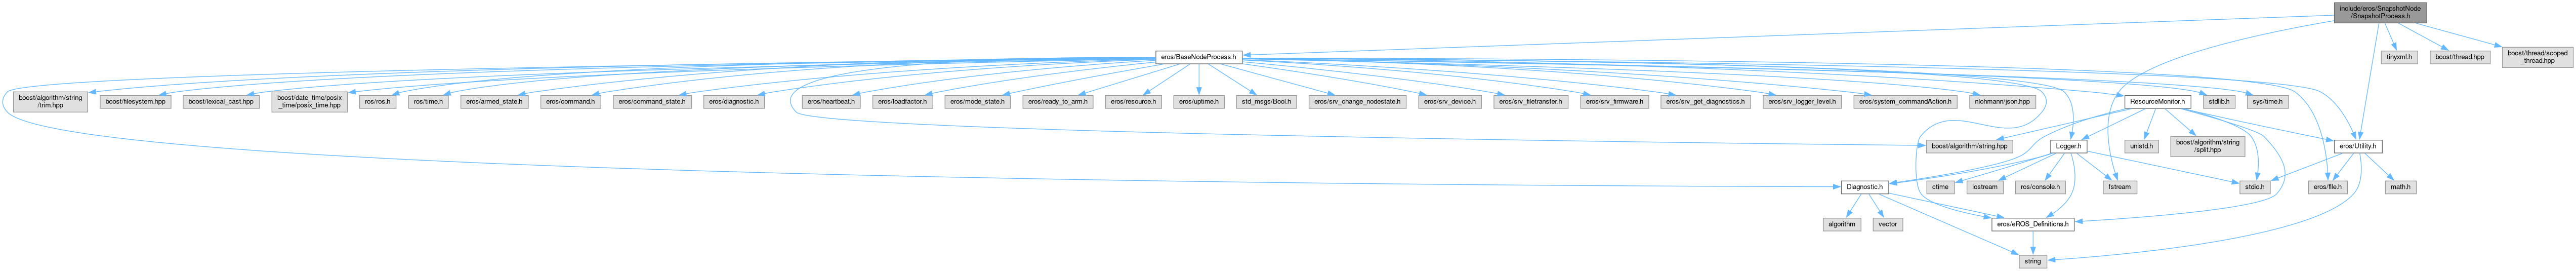 include/eros/SnapshotNode
/SnapshotProcess.h
eros/BaseNodeProcess.h
tinyxml.h
boost/thread.hpp
boost/thread/scoped
_thread.hpp
boost/algorithm/string
/trim.hpp
boost/filesystem.hpp
boost/lexical_cast.hpp
boost/date_time/posix
_time/posix_time.hpp
ros/ros.h
ros/time.h
eros/armed_state.h
eros/command.h
eros/command_state.h
eros/diagnostic.h
eros/heartbeat.h
eros/loadfactor.h
eros/mode_state.h
eros/ready_to_arm.h
eros/resource.h
eros/uptime.h
std_msgs/Bool.h
eros/srv_change_nodestate.h
eros/srv_device.h
eros/srv_filetransfer.h
eros/srv_firmware.h
eros/srv_get_diagnostics.h
eros/srv_logger_level.h
eros/system_commandAction.h
nlohmann/json.hpp
ResourceMonitor.h
stdlib.h
sys/time.h
boost/algorithm/string.hpp
Logger.h
unistd.h
boost/algorithm/string
/split.hpp
eros/Utility.h
Diagnostic.h
ctime
iostream
ros/console.h
fstream
stdio.h
eros/file.h
math.h
algorithm
vector
eros/eROS_Definitions.h
string